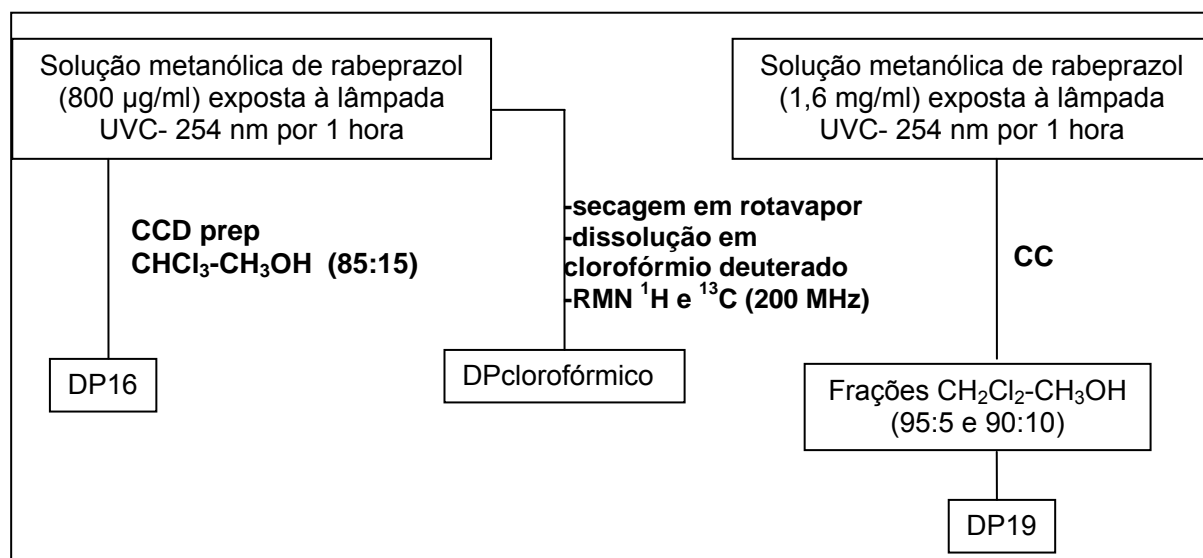 Solução metanólica de rabeprazol
(800 µg/ml) exposta à lâmpada
UVC- 254 nm por 1 hora
Solução metanólica de rabeprazol
(1,6 mg/ml) exposta à lâmpada
UVC- 254 nm por 1 hora
CCD prep
CHCl₃-CH₃OH (85:15)
-secagem em rotavapor
-dissolução em
clorofórmio deuterado
-RMN ¹H e ¹³C (200 MHz)
CC
DP16
DPclorofórmico
Frações CH₂Cl₂-CH₃OH
(95:5 e 90:10)
DP19